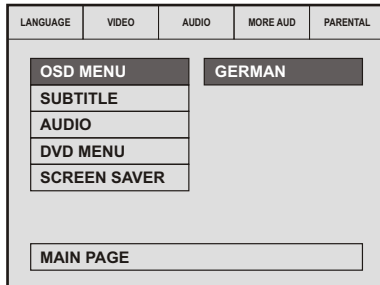 LANGUAGE VIDEO AUDIO MORE AUD PARENTAL
OSD MENU GERMAN
SUBTITLE
AUDIO
DVD MENU
SCREEN SAVER
MAIN PAGE